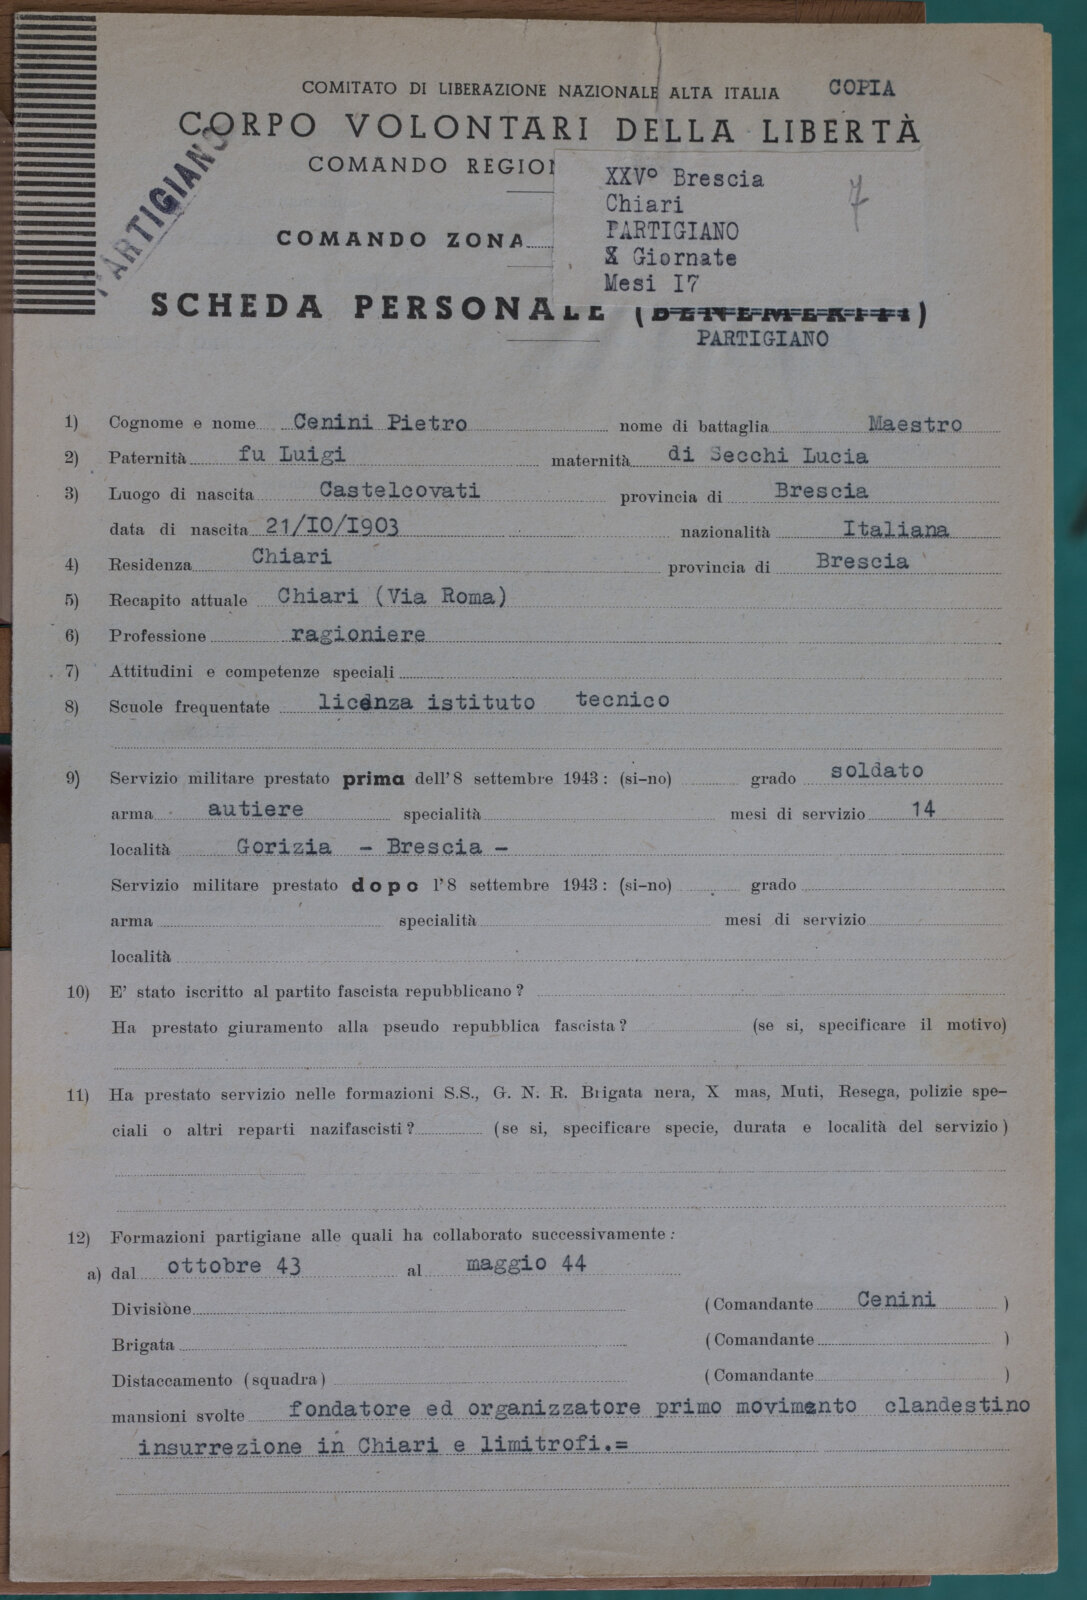 COMITATO DI LIBERAZIONE NAZIONALE ALTA ITALIA COPIA
CORPO VOLONTARI DELLA LIBERTÀ
PARTIGIANO
COMANDO REGION
XXV° Brescia
Chiari
PARTIGIANO
X Giornate
Mesi I7
7
COMANDO ZONA
SCHEDA PERSONALE (BENEMERITI)
PARTIGIANO
1) Cognome e nome Cenini Pietro nome di battaglia Maestro
2) Paternità fu Luigi maternità di Secchi Lucia
3) Luogo di nascita Castelcovati provincia di Brescia
data di nascita 21/IO/I903 nazionalità Italiana
4) Residenza Chiari provincia di Brescia
5) Recapito attuale Chiari (Via Roma)
6) Professione ragioniere
7) Attitudini e competenze speciali
8) Scuole frequentate licenza istituto tecnico
9) Servizio militare prestato prima dell'8 settembre 1943: (si-no) grado soldato
arma autiere specialità mesi di servizio 14
località Gorizia - Brescia -
Servizio militare prestato dopo l'8 settembre 1943: (si-no) grado
arma specialità mesi di servizio
località
10) E' stato iscritto al partito fascista repubblicano?
Ha prestato giuramento alla pseudo repubblica fascista? (se si, specificare il motivo)
11) Ha prestato servizio nelle formazioni S.S., G. N. R. Brigata nera, X mas, Muti, Resega, polizie spe-
ciali o altri reparti nazifascisti? (se si, specificare specie, durata e località del servizio)
12) Formazioni partigiane alle quali ha collaborato successivamente:
a) dal ottobre 43 al maggio 44
Divisione (Comandante Cenini)
Brigata (Comandante )
Distaccamento (squadra) (Comandante )
mansioni svolte fondatore ed organizzatore primo movimento clandestino
insurrezione in Chiari e limitrofi.=